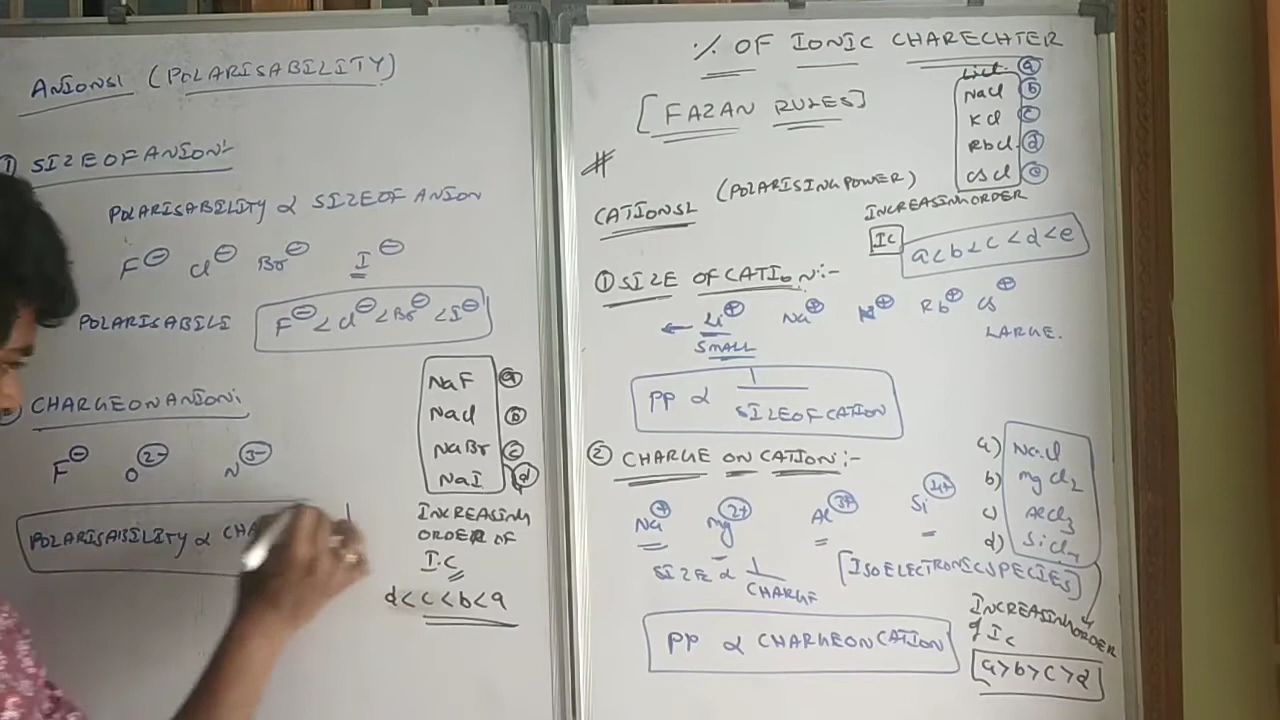 ANIONS (POLARISABILITY)
① SIZE OF ANION:-
POLARISABILITY ∝ SIZE OF ANION
F⊖ Cl⊖ Br⊖ I⊖
POLARISABILI F⊖ < Cl⊖ < Br⊖ < I⊖
CHARGE ON ANION:
F⊖ O2- N3-
POLARISABILITY ∝
NaF a
NaCl b
NaBr c
NaI d
INCREASING
ORDER OF
I.C
d < c < b < a
% OF IONIC CHARECHTER
[FAZAN RULES]
LiCl a
NaCl b
KCl c
RbCl d
CsCl e
INCREASING ORDER
IC a < b < c < d < e
#
CATIONS (POLARISING POWER)
① SIZE OF CATION:-
Li+ Na+ K+ Rb+ Cs+
SMALL LARGE.
PP ∝ 1/SIZE OF CATION
② CHARGE ON CATION:-
Na+ Mg2+ Al3+ Si4+
SIZE ∝ 1/CHARGE [ISOELECTRONIC SPECIES]
PP ∝ CHARGE ON CATION
a) NaCl
b) MgCl2
c) AlCl3
d) SiCl4
INCREASING ORDER
of IC
a > b > c > d